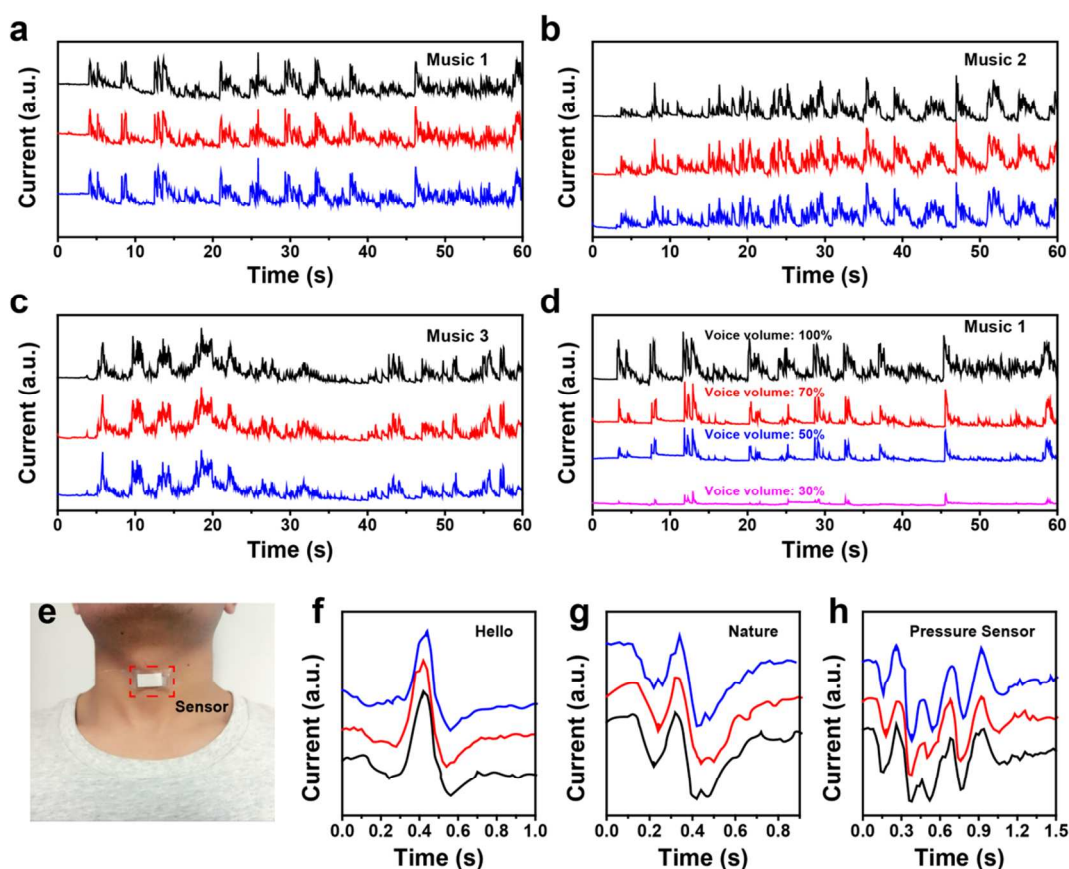 a
Music 1
Current (a.u.)
0 10 20 30 40 50 60
Time (s)
b
Music 2
Current (a.u.)
0 10 20 30 40 50 60
Time (s)
c
Music 3
Current (a.u.)
0 10 20 30 40 50 60
Time (s)
d
Music 1
Voice volume: 100%
Voice volume: 70%
Voice volume: 50%
Voice volume: 30%
Current (a.u.)
0 10 20 30 40 50 60
Time (s)
e
Sensor
f
Hello
Current (a.u.)
0.0 0.2 0.4 0.6 0.8 1.0
Time (s)
g
Nature
Current (a.u.)
0.0 0.2 0.4 0.6 0.8
Time (s)
h
Pressure Sensor
Current (a.u.)
0.0 0.3 0.6 0.9 1.2 1.5
Time (s)